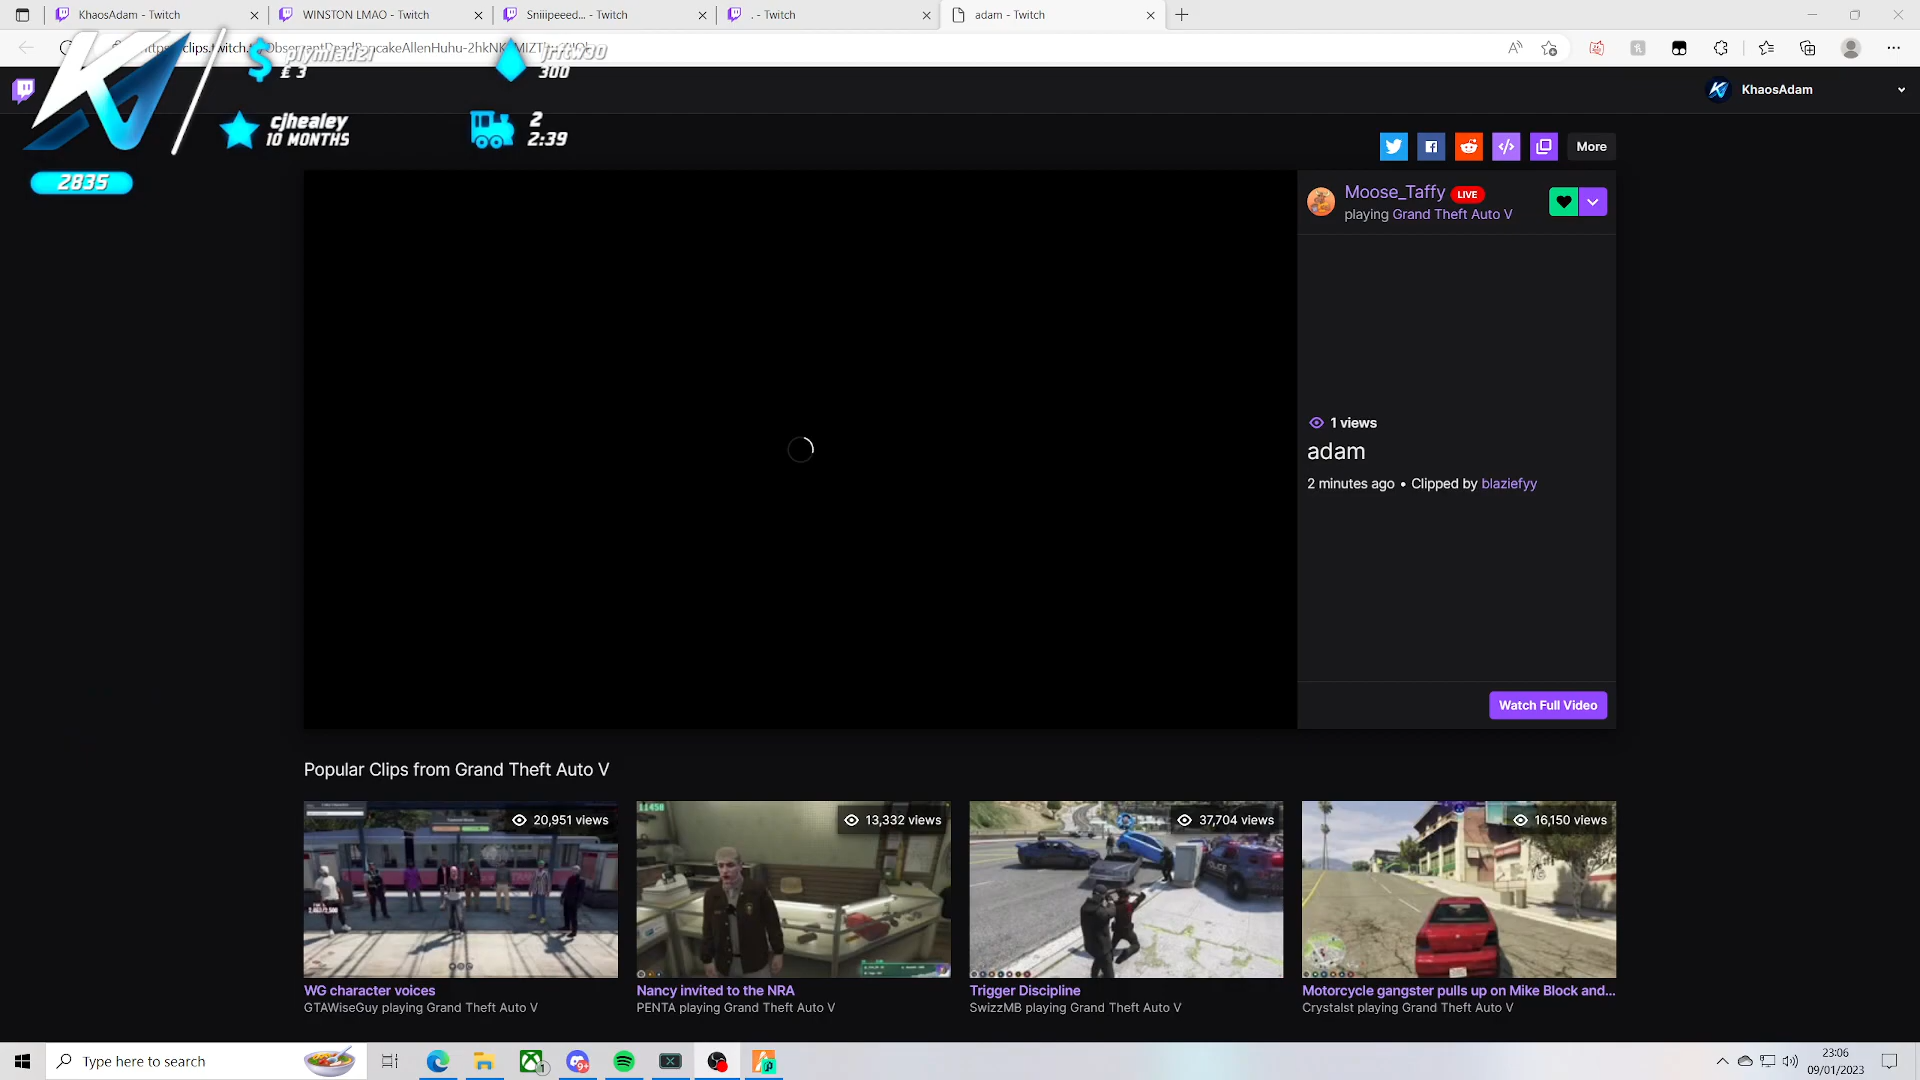 KhaosAdam - Twitch
WINSTON LMAO - Twitch
Sniiipeeed... - Twitch
. - Twitch
adam - Twitch
£ 3
300
cjhealey
10 MONTHS
2
2:39
2835
KhaosAdam
More
Moose_Taffy LIVE
playing Grand Theft Auto V
1 views
adam
2 minutes ago • Clipped by blaziefyy
Watch Full Video
Popular Clips from Grand Theft Auto V
20,951 views
11458
13,332 views
37,704 views
16,150 views
WG character voices
GTAWiseGuy playing Grand Theft Auto V
Nancy invited to the NRA
PENTA playing Grand Theft Auto V
Trigger Discipline
SwizzMB playing Grand Theft Auto V
Motorcycle gangster pulls up on Mike Block and...
Crystalst playing Grand Theft Auto V
Type here to search
1
9+
23:06
09/01/2023